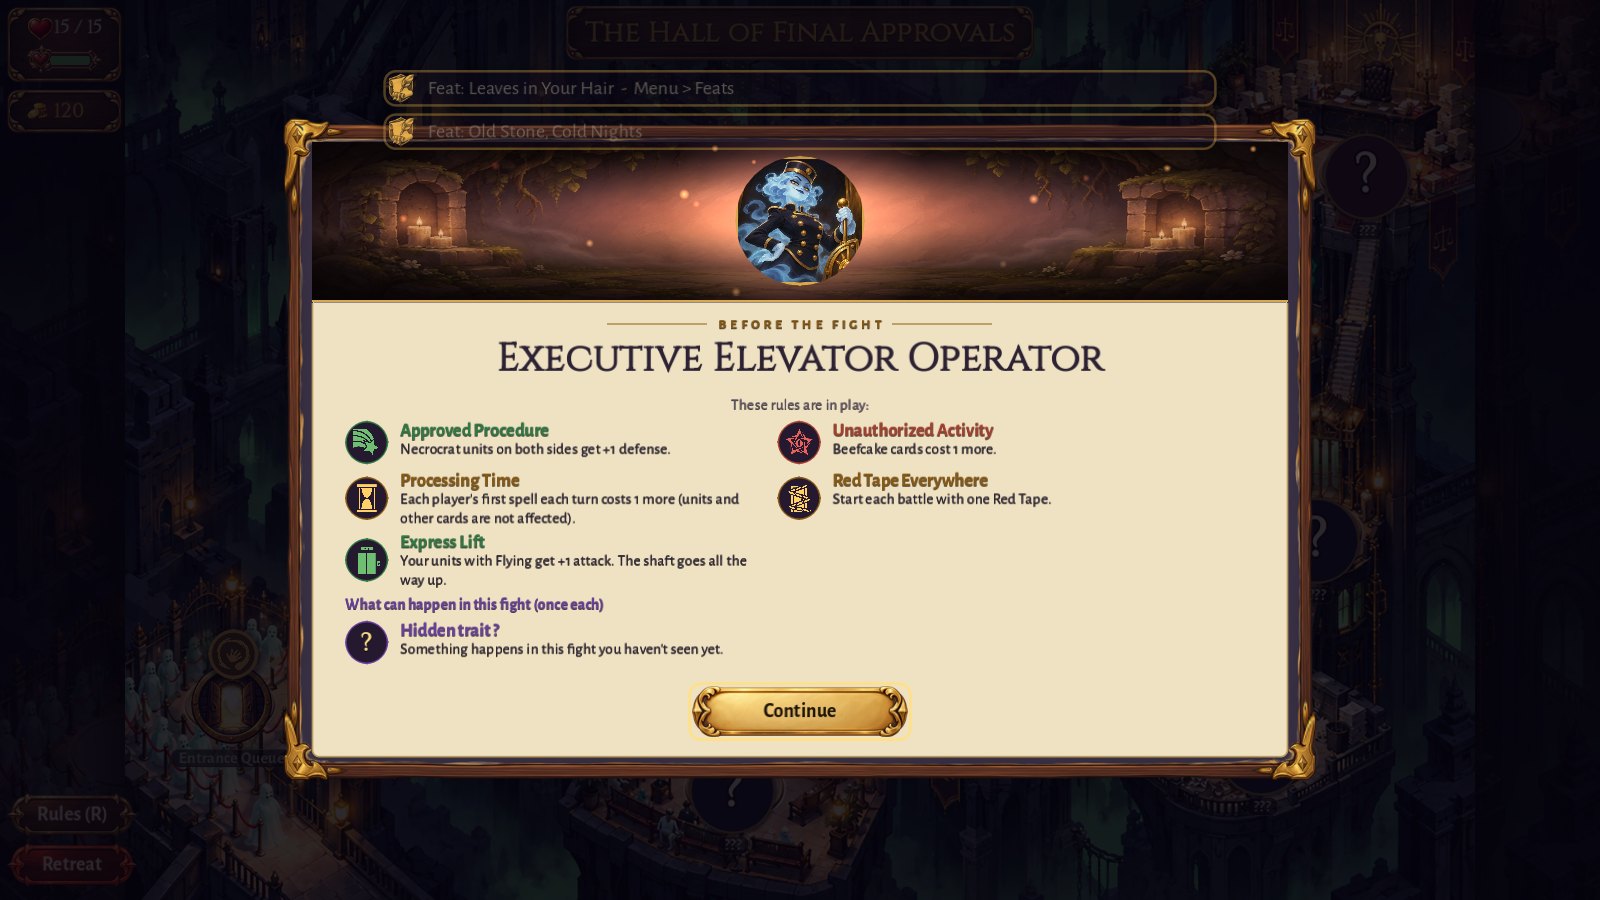 15 / 15
120
THE HALL OF FINAL APPROVALS
Feat: Leaves in Your Hair - Menu > Feats
Feat: Old Stone, Cold Nights
BEFORE THE FIGHT
EXECUTIVE ELEVATOR OPERATOR
These rules are in play:
Approved Procedure
Necrocrat units on both sides get +1 defense.
Unauthorized Activity
Beefcake cards cost 1 more.
Processing Time
Each player's first spell each turn costs 1 more (units and
other cards are not affected).
Red Tape Everywhere
Start each battle with one Red Tape.
Express Lift
Your units with Flying get +1 attack. The shaft goes all the
way up.
What can happen in this fight (once each)
?
Hidden trait ?
Something happens in this fight you haven't seen yet.
Continue
Entrance Queue
Rules (R)
Retreat
?
???
?
???
?
???
???